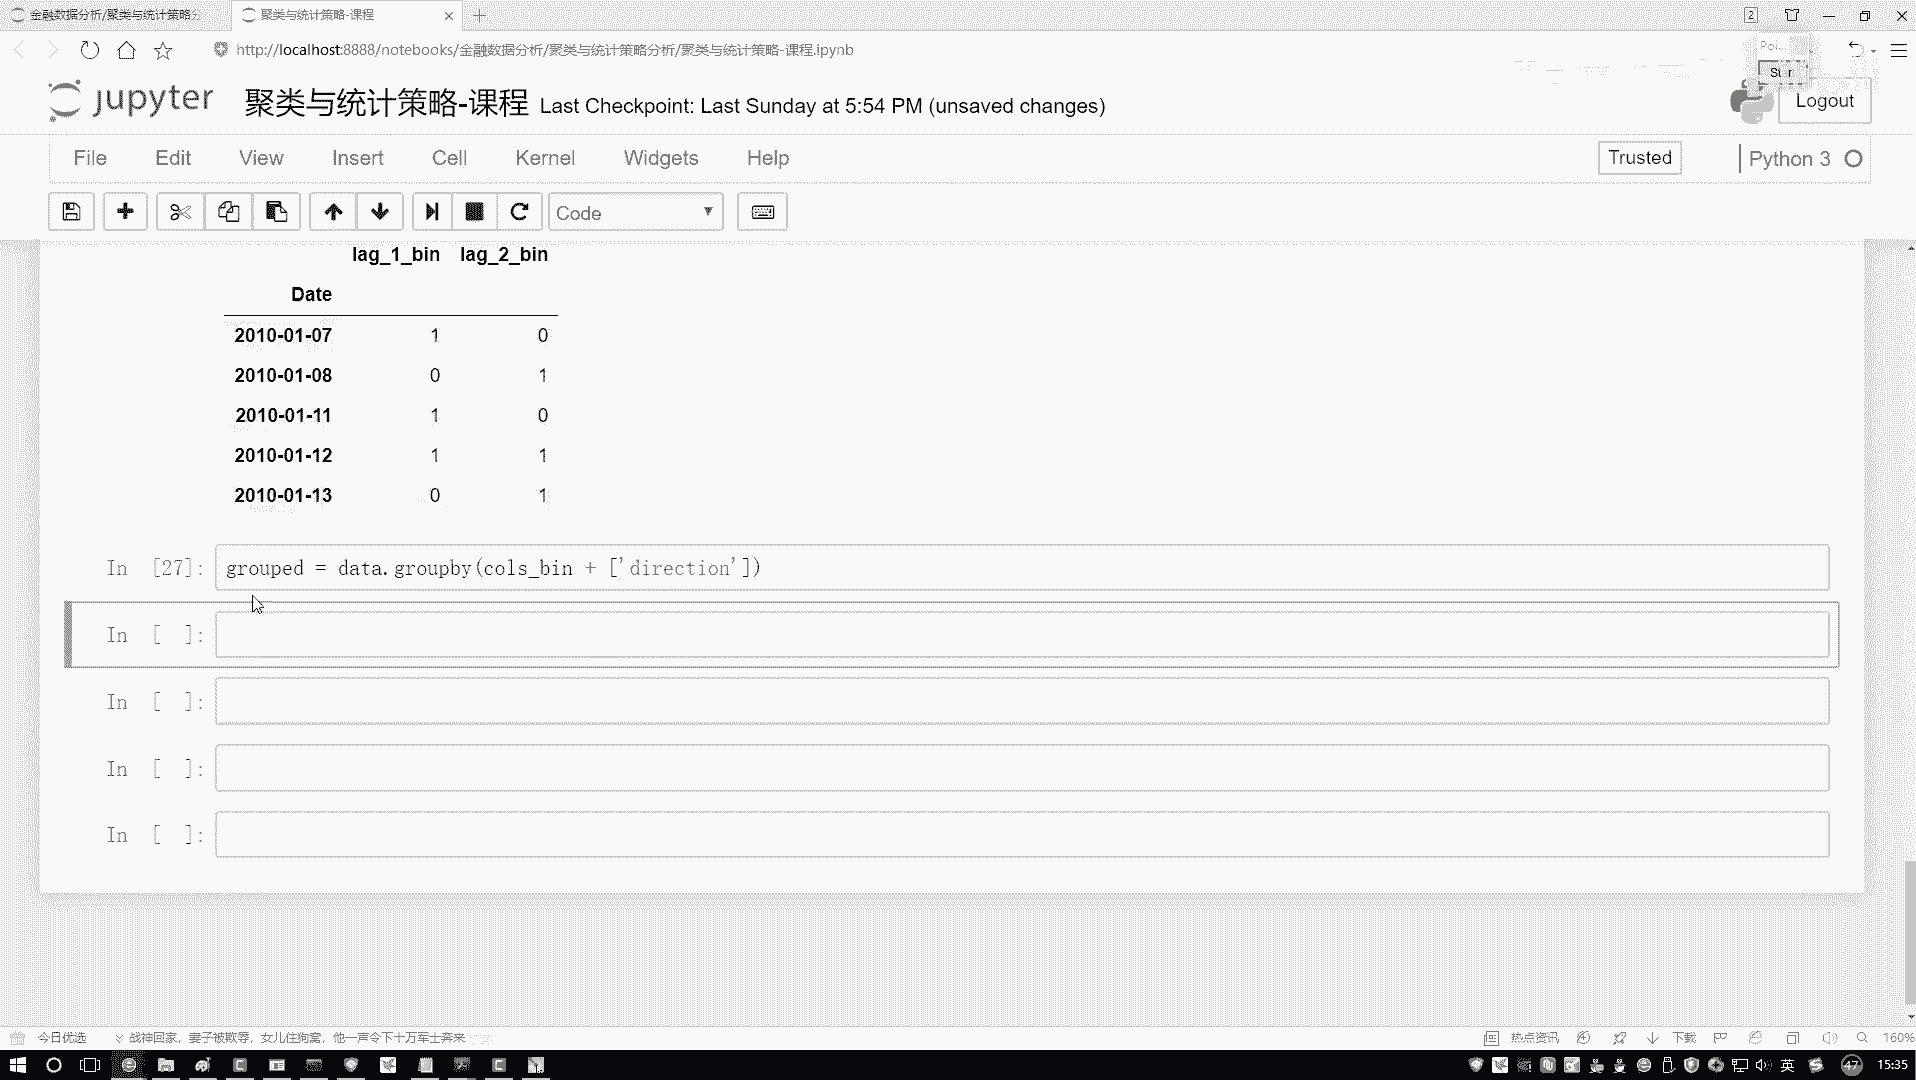 金融数据分析/聚类与统计策略分
聚类与统计策略-课程
2
http://localhost:8888/notebooks/金融数据分析/聚类与统计策略分析/聚类与统计策略-课程.ipynb
Poi...
jupyter 聚类与统计策略-课程 Last Checkpoint: Last Sunday at 5:54 PM (unsaved changes)
Logout
File Edit View Insert Cell Kernel Widgets Help
Trusted
Python 3
Code
lag_1_bin lag_2_bin
Date
2010-01-07 1 0
2010-01-08 0 1
2010-01-11 1 0
2010-01-12 1 1
2010-01-13 0 1
In [27]: grouped = data.groupby(cols_bin + ['direction'])
In [ ]:
In [ ]:
In [ ]:
In [ ]:
今日优选 战神回家，妻子被欺辱，女儿住狗窝，他一声令下十万军士奔来
热点资讯 下载 160%
英 47 15:35